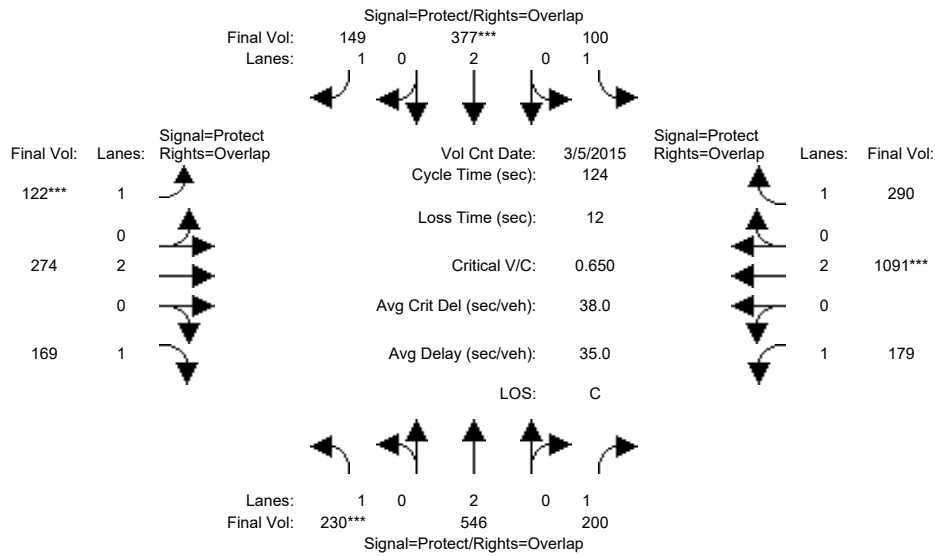 Signal=Protect/Rights=Overlap
Final Vol: 149 377*** 100
Lanes: 1 0 2 0 1
Signal=Protect
Final Vol: Lanes: Rights=Overlap
Vol Cnt Date: 3/5/2015
Signal=Protect
Rights=Overlap Lanes: Final Vol:
Cycle Time (sec): 124
122*** 1
1 290
Loss Time (sec): 12
0
0
274 2
Critical V/C: 0.650
2 1091***
0
Avg Crit Del (sec/veh): 38.0
0
169 1
Avg Delay (sec/veh): 35.0
1 179
LOS: C
Lanes: 1 0 2 0 1
Final Vol: 230*** 546 200
Signal=Protect/Rights=Overlap